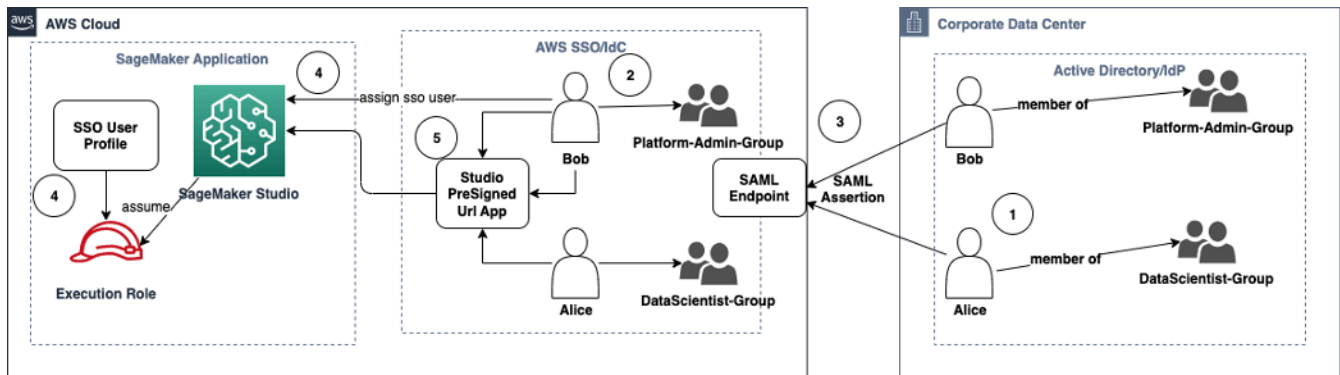 aws
AWS Cloud
Corporate Data Center
SageMaker Application
AWS SSO/IdC
Active Directory/IdP
4
2
assign sso user
member of
SSO User
Profile
5
3
Platform-Admin-Group
Platform-Admin-Group
Bob
Bob
Studio
PreSigned
Url App
SAML
Endpoint
SAML
Assertion
4
SageMaker Studio
assume
1
member of
Execution Role
DataScientist-Group
DataScientist-Group
Alice
Alice